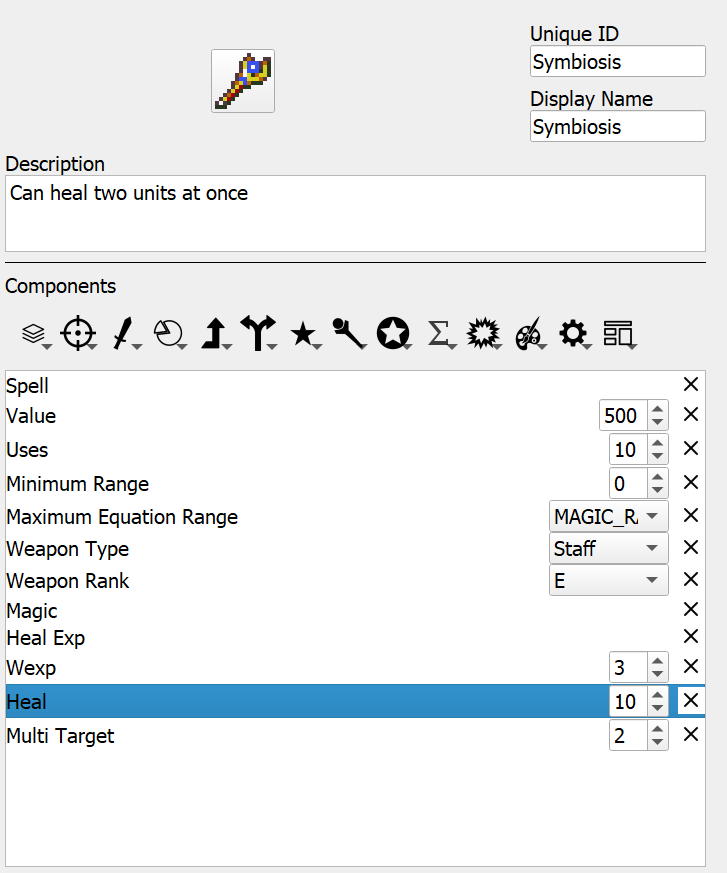 Unique ID
Symbiosis
Display Name
Symbiosis
Description
Can heal two units at once
Components
Spell
Value 500
Uses 10
Minimum Range 0
Maximum Equation Range MAGIC_RA
Weapon Type Staff
Weapon Rank E
Magic
Heal Exp
Wexp 3
Heal 10
Multi Target 2